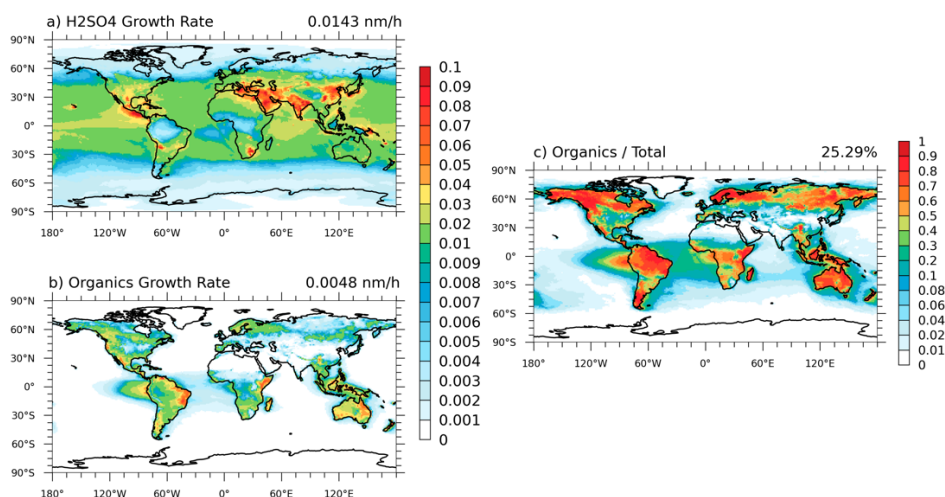 a) H2SO4 Growth Rate 0.0143 nm/h
90°N
60°N
30°N
0°
30°S
60°S
90°S
180° 120°W 60°W 0° 60°E 120°E
0.1
0.09
0.08
0.07
0.06
0.05
0.04
0.03
0.02
0.01
0.009
0.008
0.007
0.006
0.005
0.004
0.003
0.002
0.001
0
b) Organics Growth Rate 0.0048 nm/h
90°N
60°N
30°N
0°
30°S
60°S
90°S
180° 120°W 60°W 0° 60°E 120°E
c) Organics / Total 25.29%
90°N
60°N
30°N
0°
30°S
60°S
90°S
180° 120°W 60°W 0° 60°E 120°E
1
0.9
0.8
0.7
0.6
0.5
0.4
0.3
0.2
0.1
0.08
0.06
0.04
0.02
0.01
0